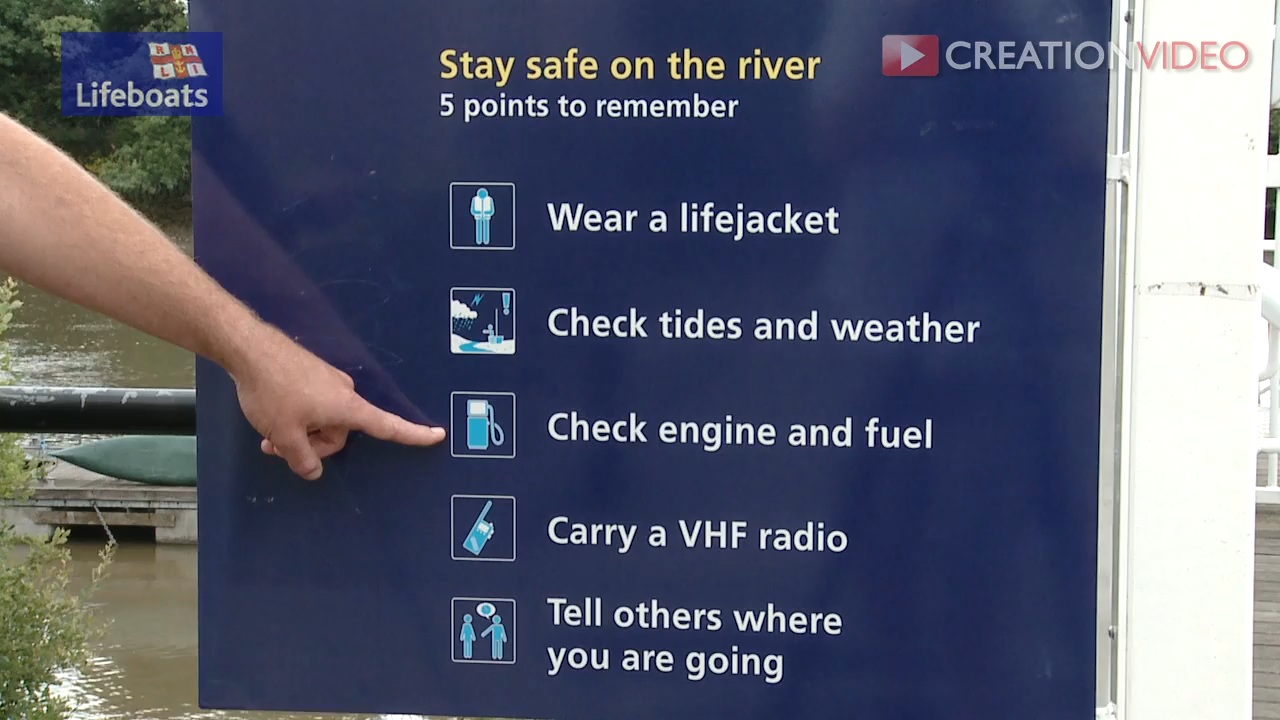 RNLI
Lifeboats
CREATIONVIDEO
Stay safe on the river
5 points to remember
Wear a lifejacket
Check tides and weather
Check engine and fuel
Carry a VHF radio
Tell others where
you are going